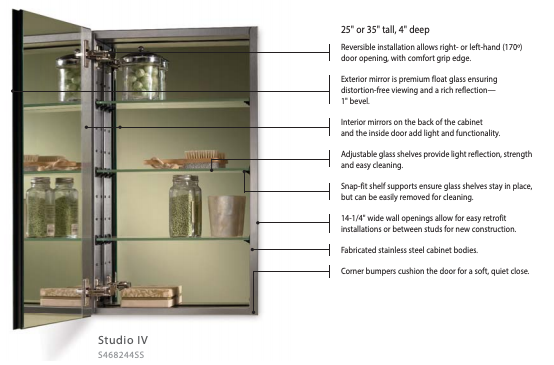 25" or 35" tall, 4" deep
Reversible installation allows right- or left-hand (170º)
door opening, with comfort grip edge.
Exterior mirror is premium float glass ensuring
distortion-free viewing and a rich reflection—
1" bevel.
Interior mirrors on the back of the cabinet
and the inside door add light and functionality.
Adjustable glass shelves provide light reflection, strength
and easy cleaning.
Snap-fit shelf supports ensure glass shelves stay in place,
but can be easily removed for cleaning.
14-1/4" wide wall openings allow for easy retrofit
installations or between studs for new construction.
Fabricated stainless steel cabinet bodies.
Corner bumpers cushion the door for a soft, quiet close.
Studio IV
S468244SS